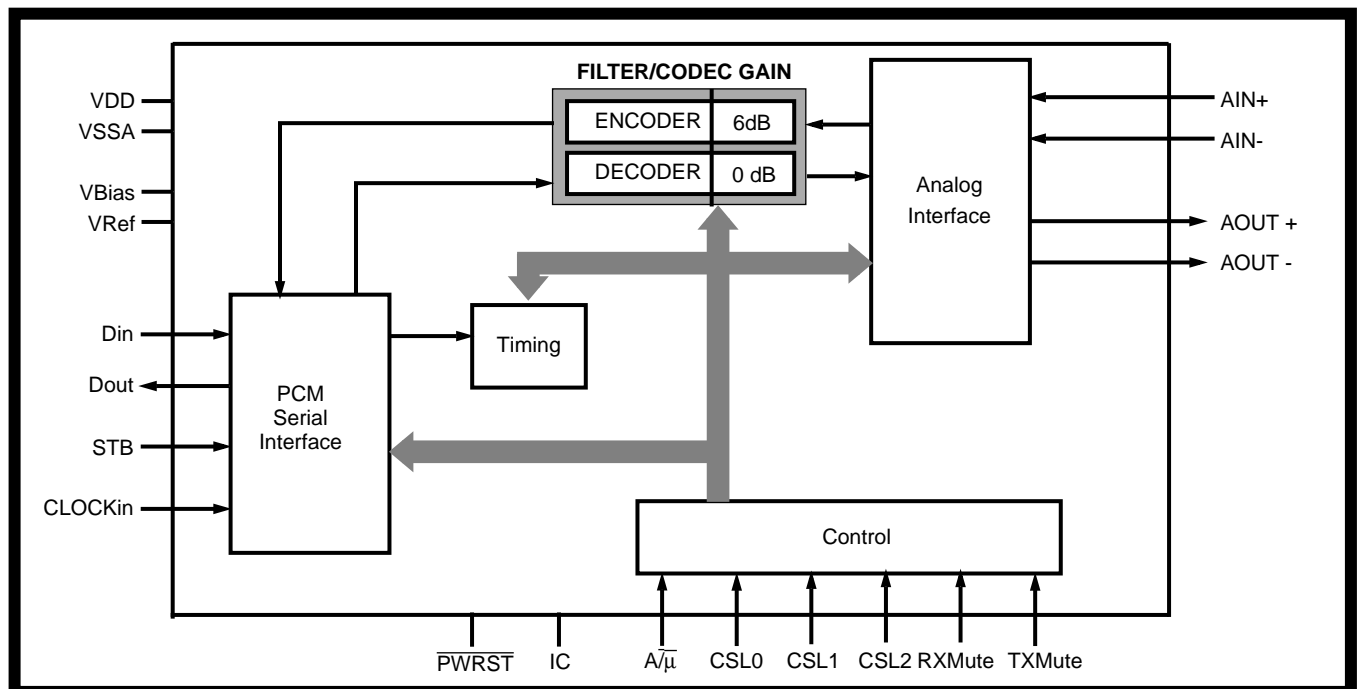 FILTER/CODEC GAIN
VDD
VSSA
VBias
VRef
ENCODER 6dB
DECODER 0 dB
Analog
Interface
AIN+
AIN-
AOUT +
AOUT -
Din
Dout
STB
CLOCKin
PCM
Serial
Interface
Timing
Control
PWRST IC A/μ CSL0 CSL1 CSL2 RXMute TXMute